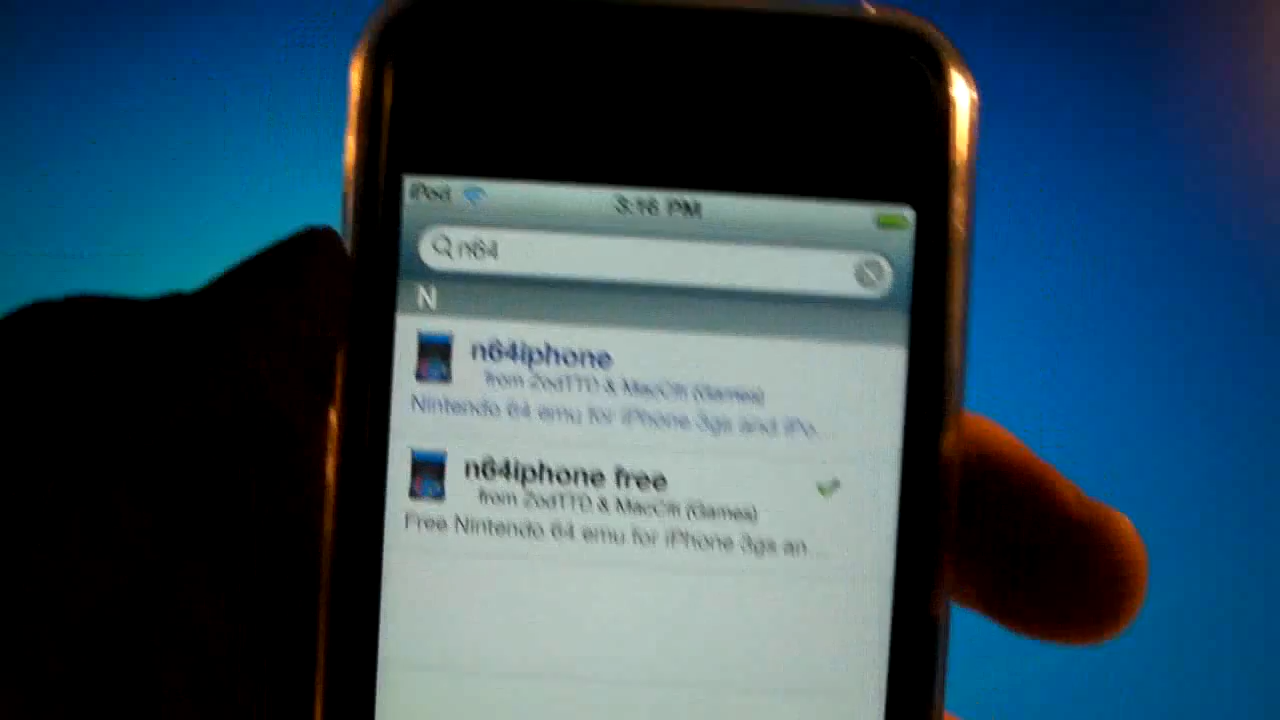 iPod 3:16 PM
n64
N
n64iphone
from ZodTTD & MacCiti (Games)
Nintendo 64 emu for iPhone 3gs and iPo...
n64iphone free
from ZodTTD & MacCiti (Games)
Free Nintendo 64 emu for iPhone 3gs an...